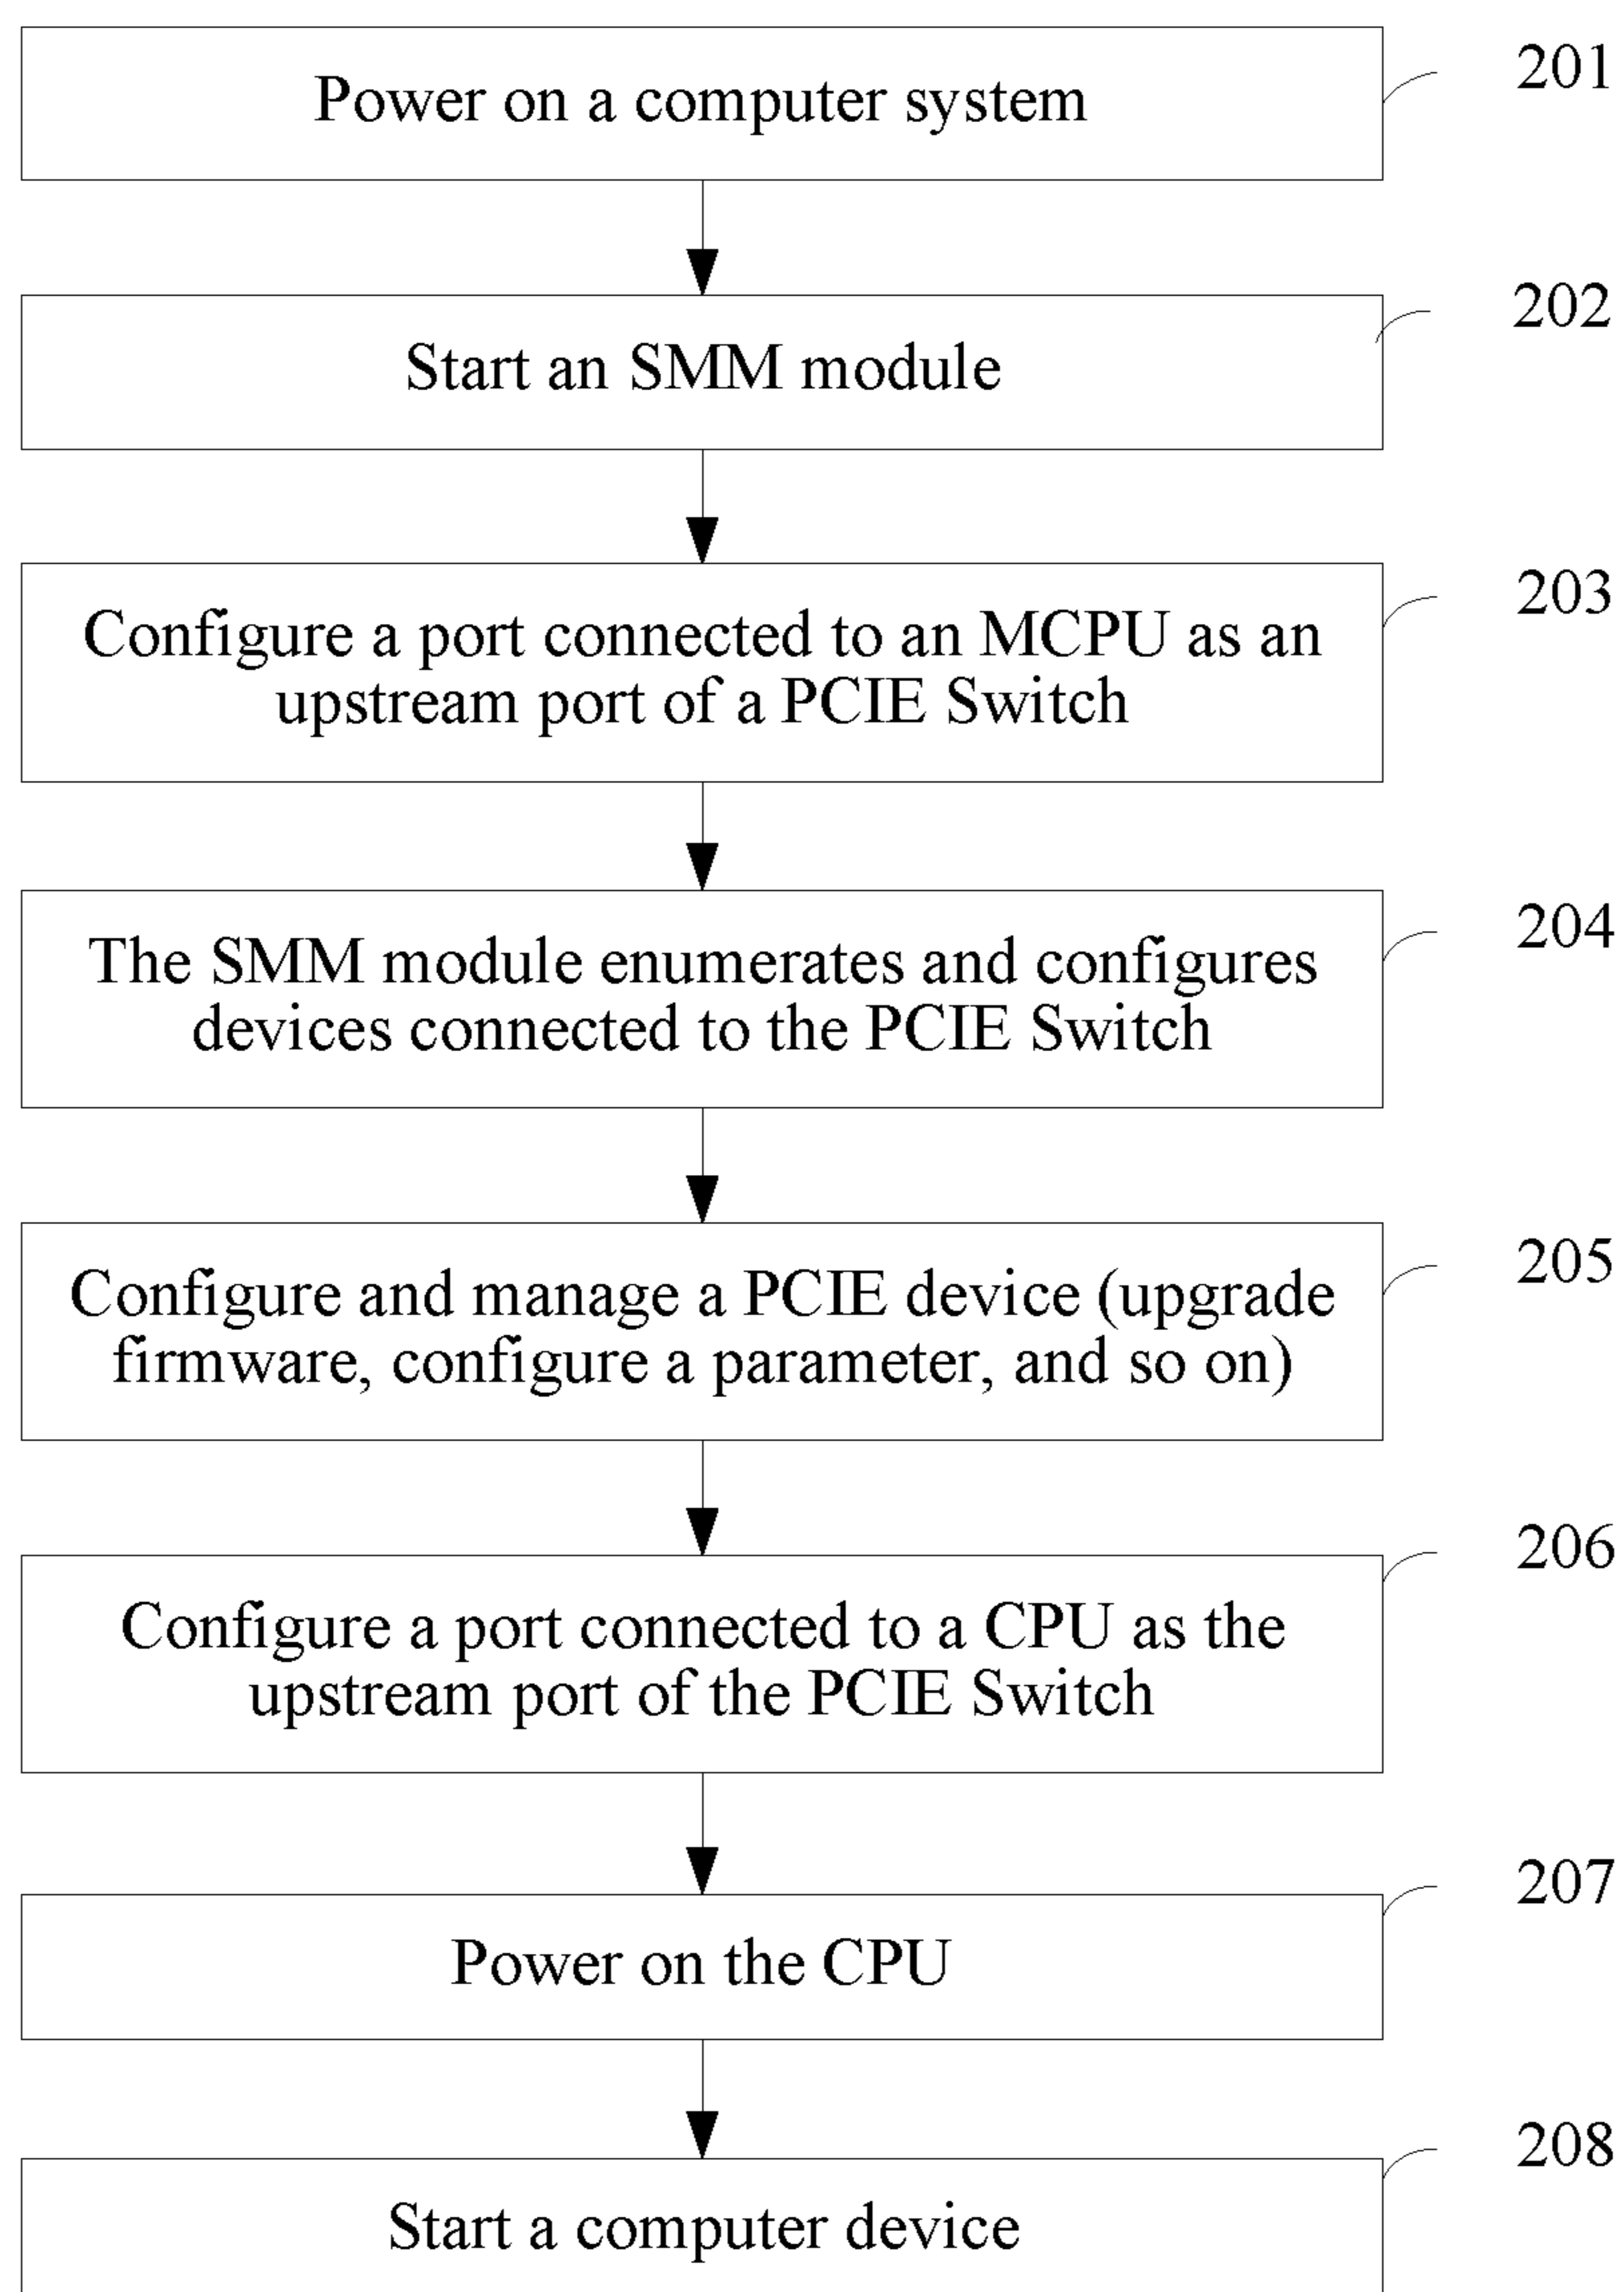 Power on a computer system
201
Start an SMM module
202
Configure a port connected to an MCPU as an
upstream port of a PCIE Switch
203
The SMM module enumerates and configures
devices connected to the PCIE Switch
204
Configure and manage a PCIE device (upgrade
firmware, configure a parameter, and so on)
205
Configure a port connected to a CPU as the
upstream port of the PCIE Switch
206
Power on the CPU
207
Start a computer device
208